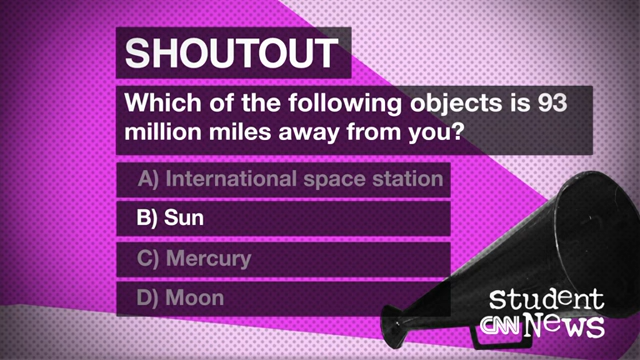 SHOUTOUT
Which of the following objects is 93
million miles away from you?
A) International space station
B) Sun
C) Mercury
D) Moon
student
CNN News